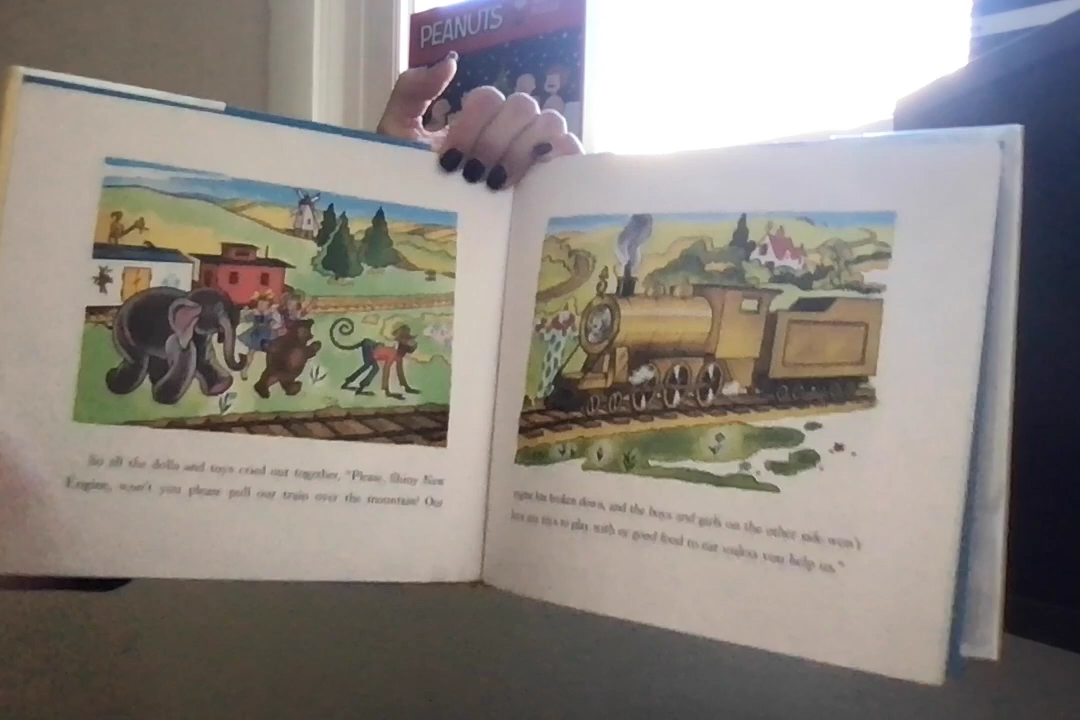 PEANUTS
So all the dolls and toys cried out together, "Please, Shiny New
Engine, won't you please pull our train over the mountain? Our
engine has broken down, and the boys and girls on the other side won't
have any toys to play with or good food to eat unless you help us."